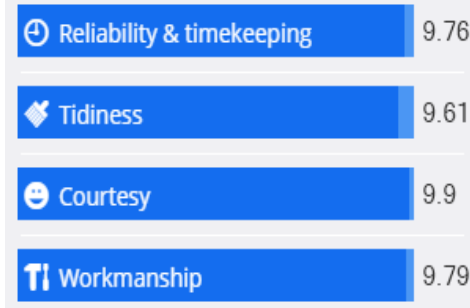 Reliability & timekeeping 9.76
Tidiness 9.61
Courtesy 9.9
Workmanship 9.79